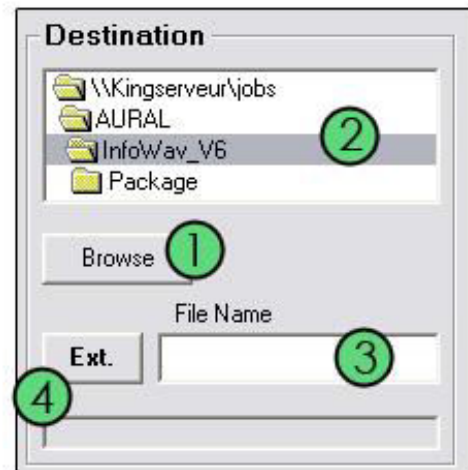 Destination
\\Kingserveur\jobs
AURAL
InfoWav_V6
Package
2
Browse
1
File Name
Ext.
3
4